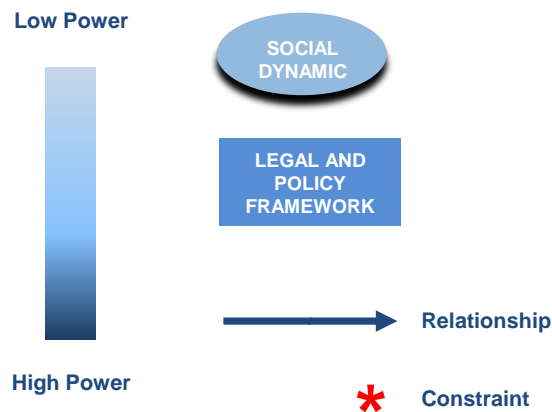 Low Power
SOCIAL
DYNAMIC
LEGAL AND
POLICY
FRAMEWORK
Relationship
High Power
* Constraint